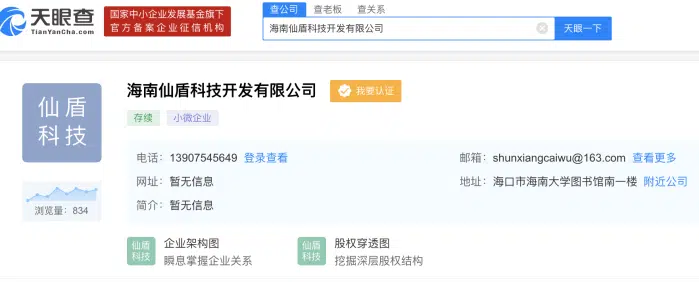 天眼查
TianYanCha.com
国家中小企业发展基金旗下
官方备案企业征信机构
查公司 查老板 查关系
海南仙盾科技开发有限公司 天眼一下
仙盾
科技
海南仙盾科技开发有限公司 我要认证
存续 小微企业
电话：13907545649 登录查看 邮箱：shunxiangcaiwu@163.com 查看更多
网址：暂无信息 地址：海口市海南大学图书馆南一楼 附近公司
简介：暂无信息
浏览量：834
仙盾
科技
企业架构图
瞬息掌握企业关系
仙盾
科技
股权穿透图
挖掘深层股权结构